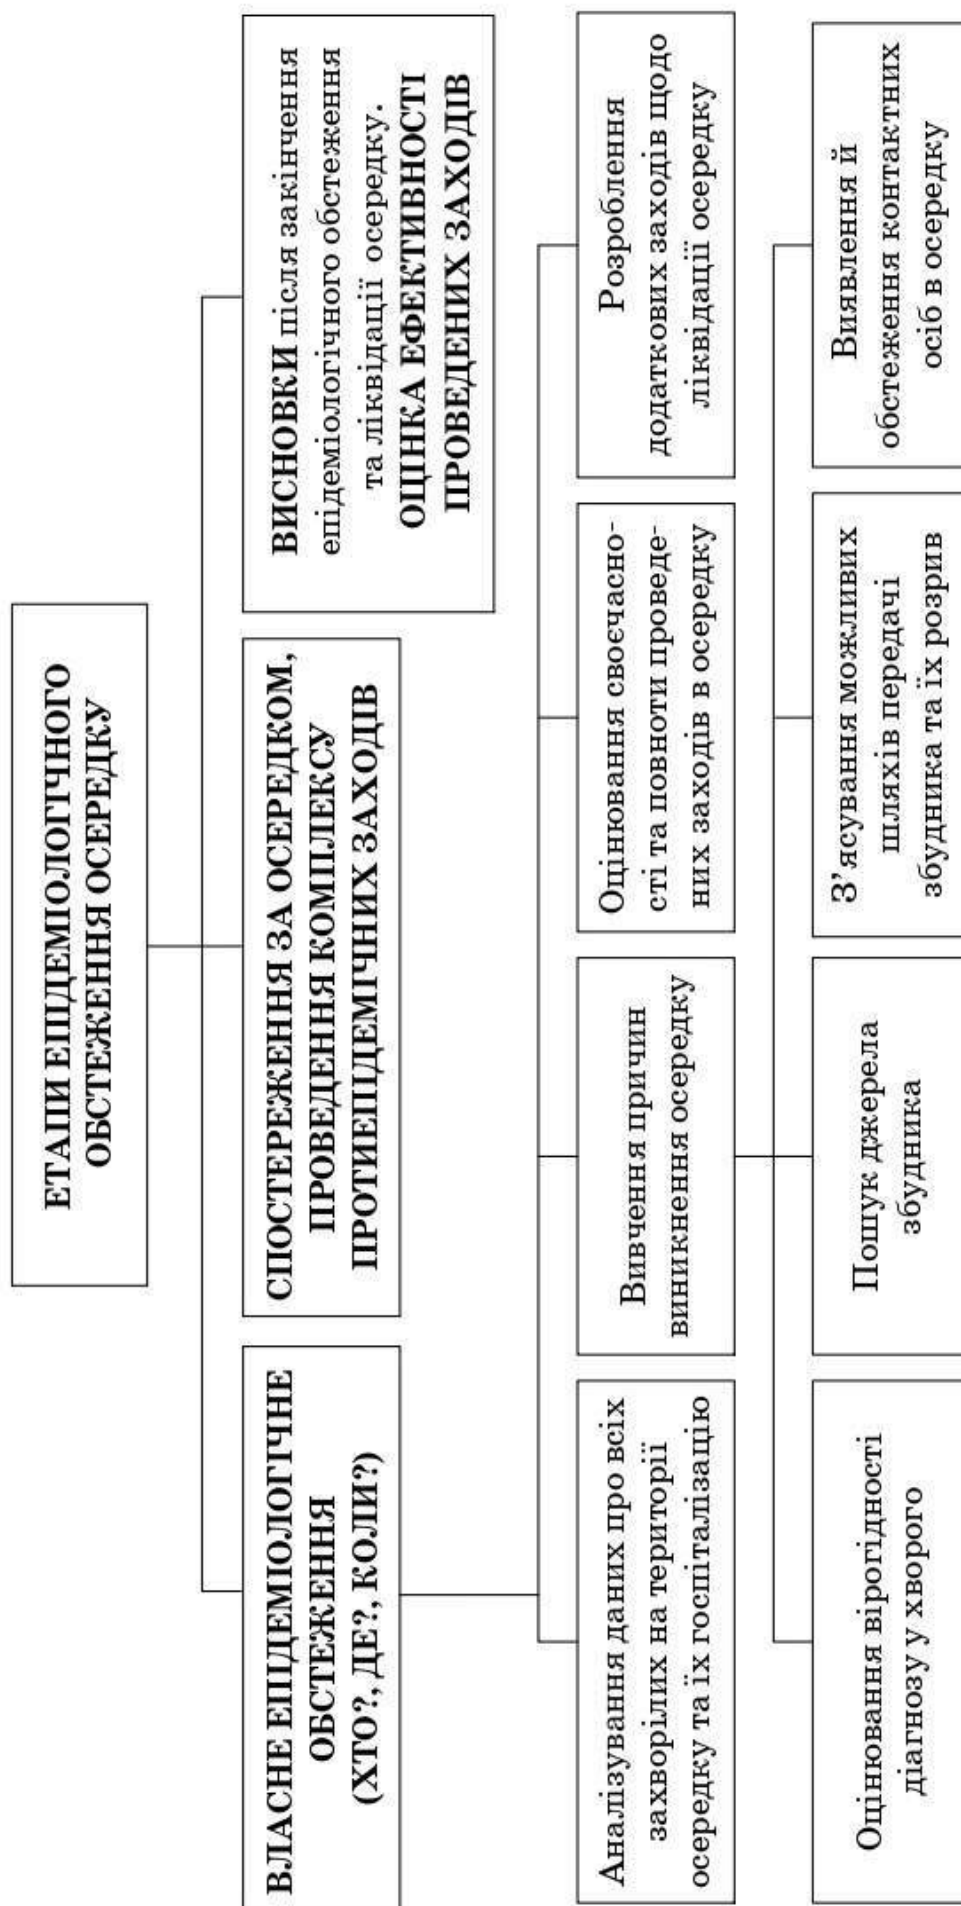 ЕТАПИ ЕПІДЕМІОЛОГІЧНОГО
ОБСТЕЖЕННЯ ОСЕРЕДКУ
ВЛАСНЕ ЕПІДЕМІОЛОГІЧНЕ
ОБСТЕЖЕННЯ
(ХТО?, ДЕ?, КОЛИ?)
СПОСТЕРЕЖЕННЯ ЗА ОСЕРЕДКОМ,
ПРОВЕДЕННЯ КОМПЛЕКСУ
ПРОТИЕПІДЕМІЧНИХ ЗАХОДІВ
ВИСНОВКИ після закінчення
епідеміологічного обстеження
та ліквідації осередку.
ОЦІНКА ЕФЕКТИВНОСТІ
ПРОВЕДЕНИХ ЗАХОДІВ
Аналізування даних про всіх
захворілих на території
осередку та їх госпіталізацію
Вивчення причин
виникнення осередку
Оцінювання своєчасно-
сті та повноти проведе-
них заходів в осередку
Розроблення
додаткових заходів щодо
ліквідації осередку
Оцінювання вірогідності
діагнозу у хворого
Пошук джерела
збудника
З’ясування можливих
шляхів передачі
збудника та їх розрив
Виявлення й
обстеження контактних
осіб в осередку